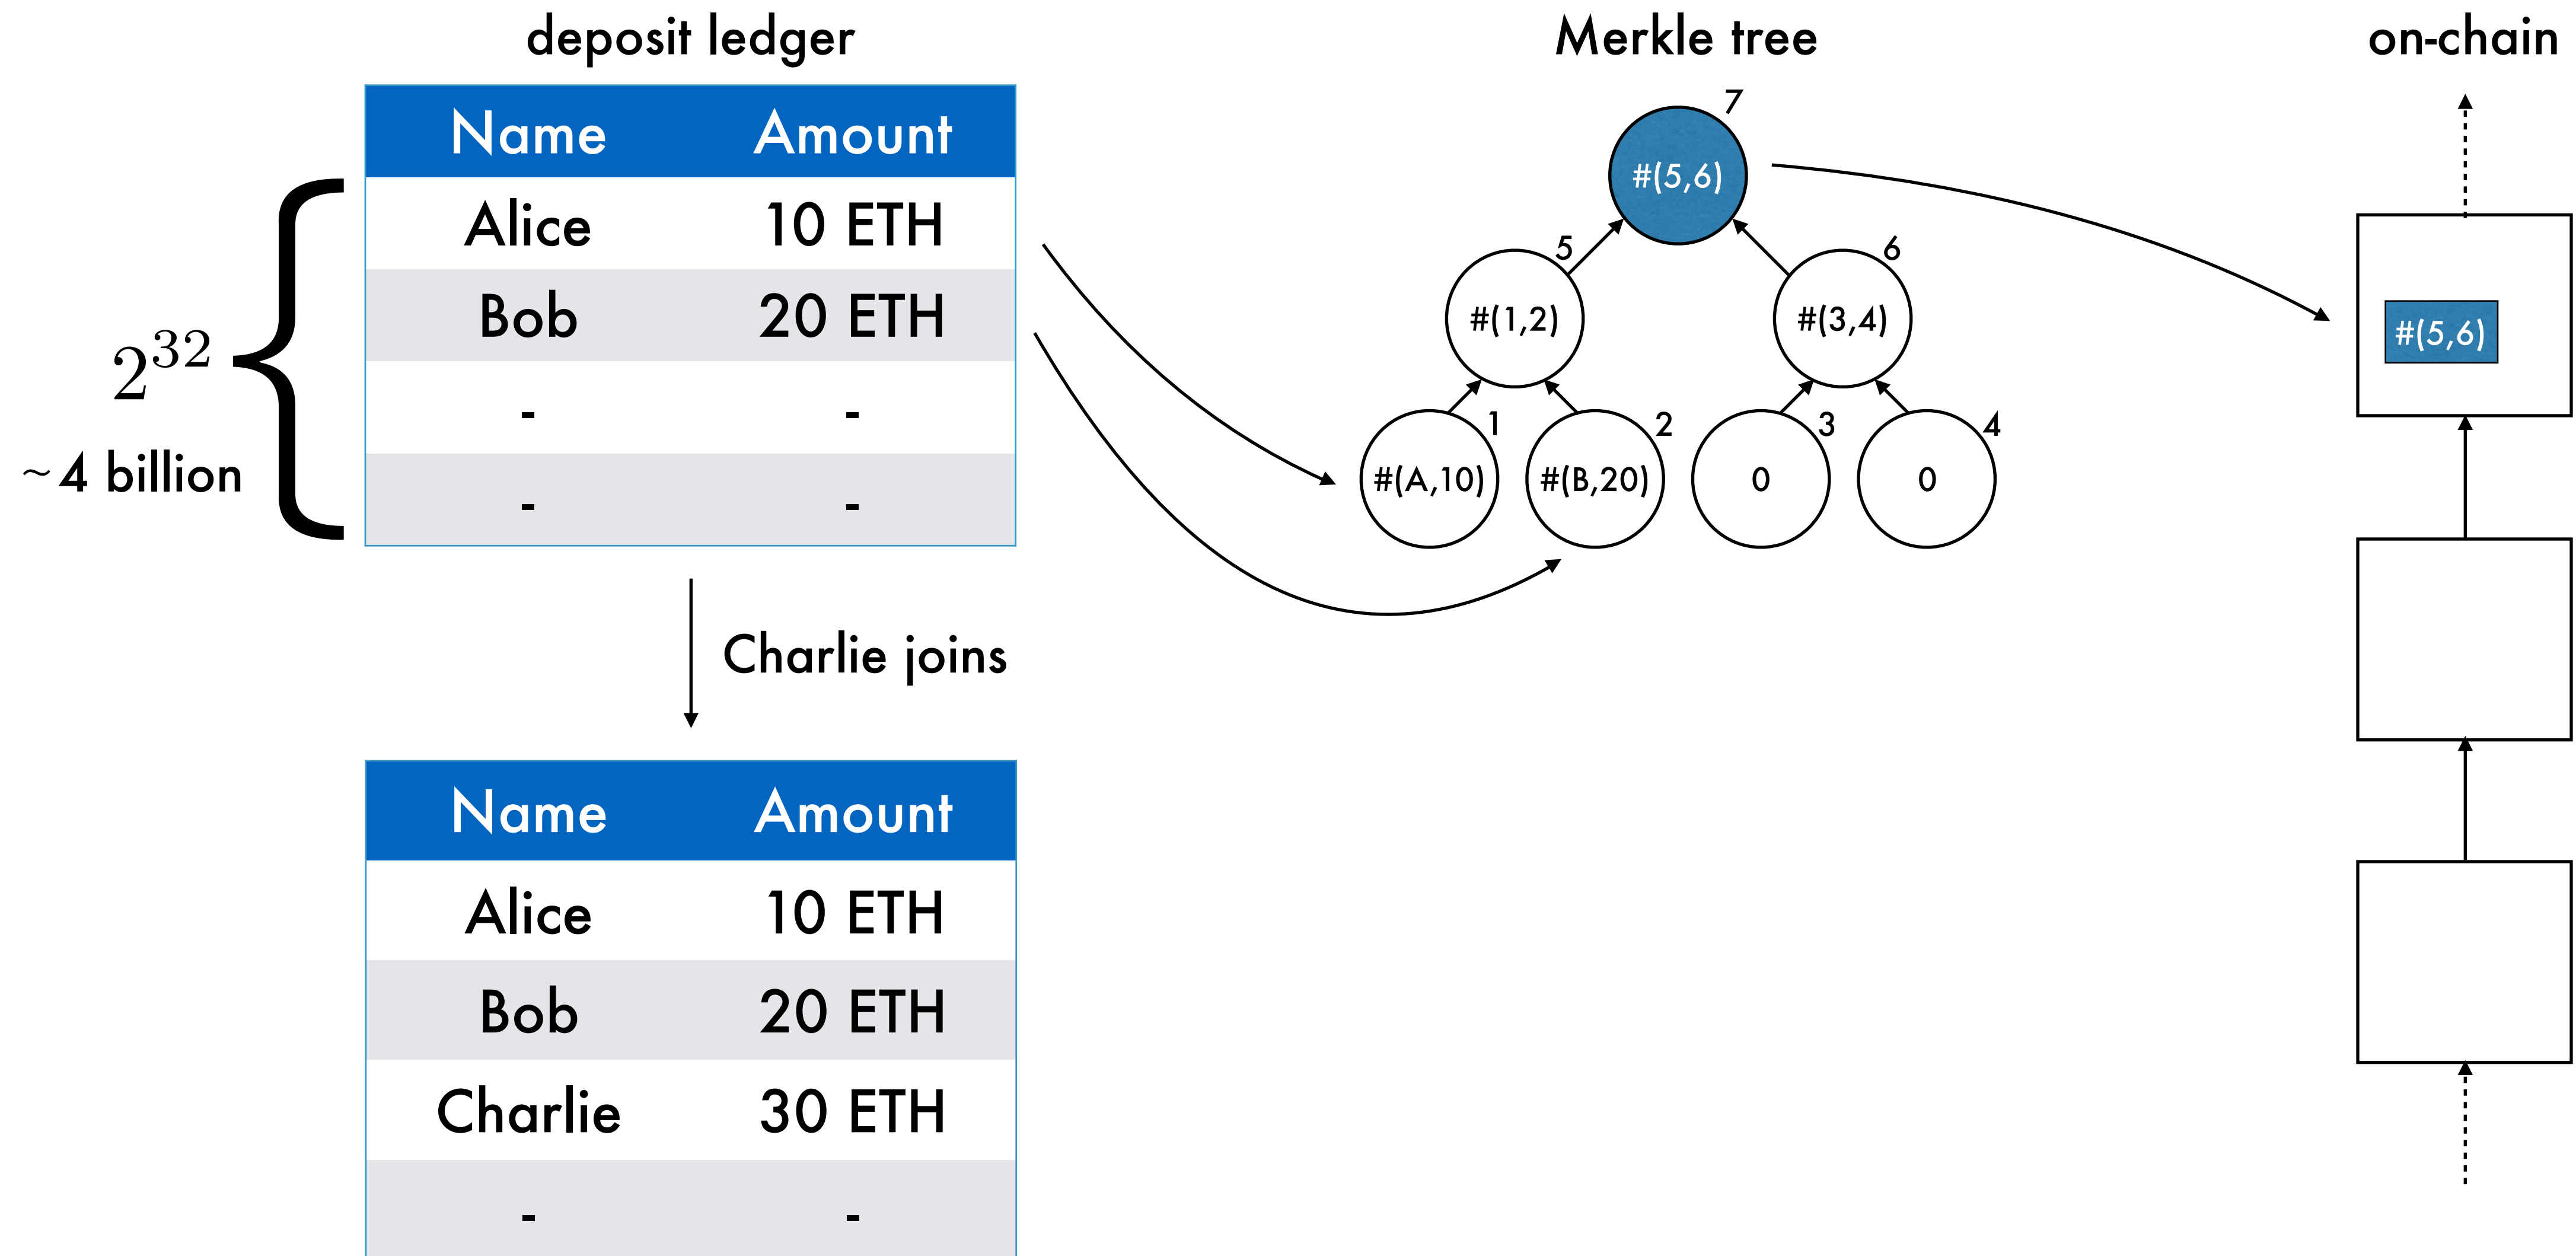 deposit ledger
Name Amount
Alice 10 ETH
Bob 20 ETH
- -
- -
2^32
~4 billion
Charlie joins
Name Amount
Alice 10 ETH
Bob 20 ETH
Charlie 30 ETH
- -
Merkle tree
7
#(5,6)
5 6
#(1,2) #(3,4)
1 2 3 4
#(A,10) #(B,20) 0 0
on-chain
#(5,6)